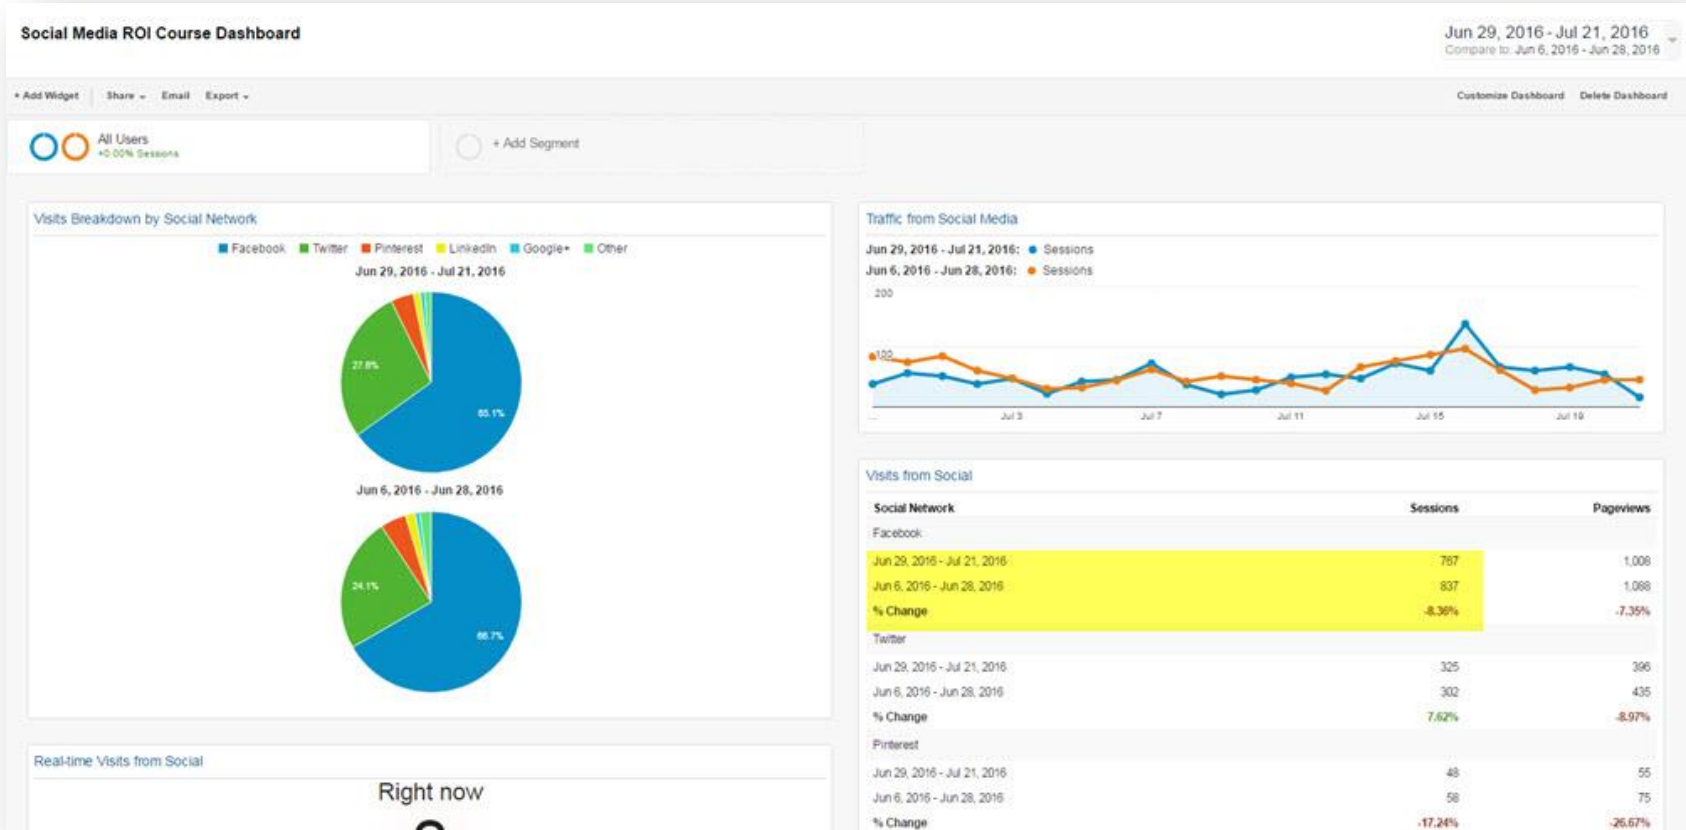 Social Media ROI Course Dashboard
Jun 29, 2016 - Jul 21, 2016
Compare to: Jun 6, 2016 - Jun 28, 2016
+ Add Widget Share Email Export
Customize Dashboard Delete Dashboard
All Users
+0.00% Sessions
+ Add Segment
Visits Breakdown by Social Network
Facebook Twitter Pinterest LinkedIn Google+ Other
Jun 29, 2016 - Jul 21, 2016
27.6%
65.1%
Jun 6, 2016 - Jun 28, 2016
24.1%
66.7%
Real-time Visits from Social
Right now
Traffic from Social Media
Jun 29, 2016 - Jul 21, 2016: Sessions
Jun 6, 2016 - Jun 28, 2016: Sessions
200
100
... Jul 3 Jul 7 Jul 11 Jul 15 Jul 19
Visits from Social
Social Network Sessions Pageviews
Facebook
Jun 29, 2016 - Jul 21, 2016 767 1,008
Jun 6, 2016 - Jun 28, 2016 837 1,088
% Change -8.36% -7.35%
Twitter
Jun 29, 2016 - Jul 21, 2016 325 396
Jun 6, 2016 - Jun 28, 2016 302 435
% Change 7.62% -8.97%
Pinterest
Jun 29, 2016 - Jul 21, 2016 48 55
Jun 6, 2016 - Jun 28, 2016 58 75
% Change -17.24% -26.67%